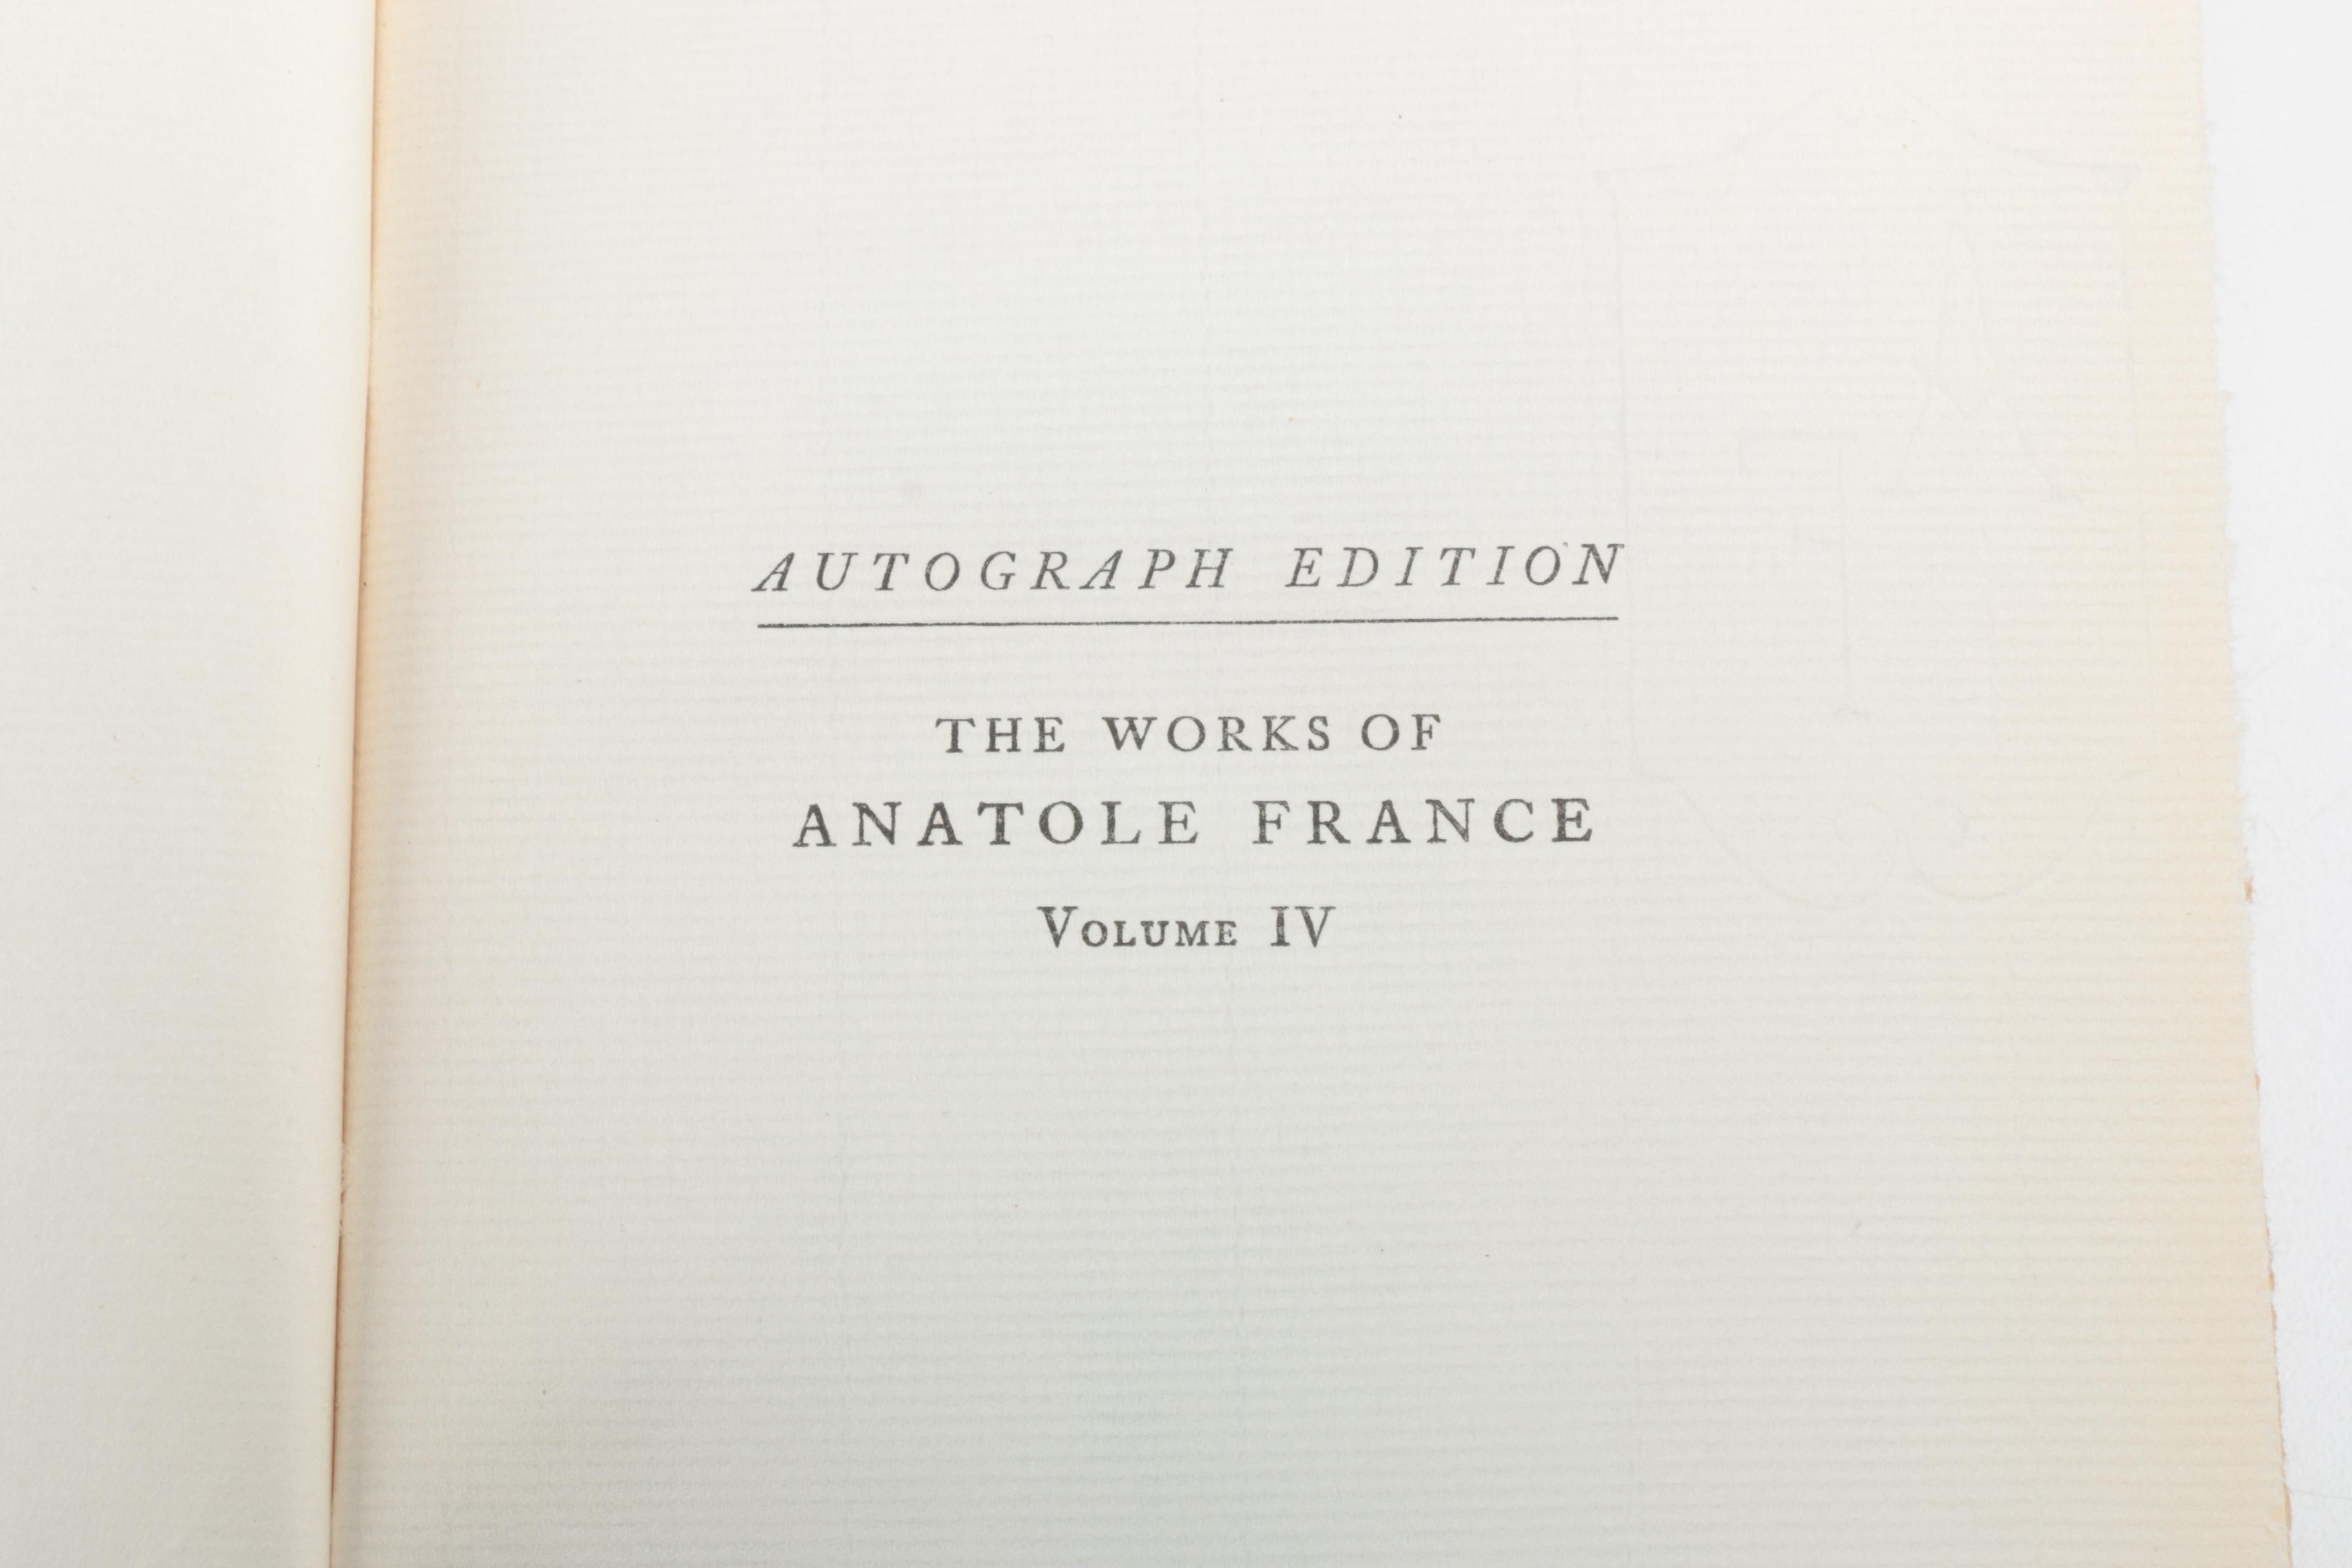 AUTOGRAPH EDITION
THE WORKS OF
ANATOLE FRANCE
VOLUME IV